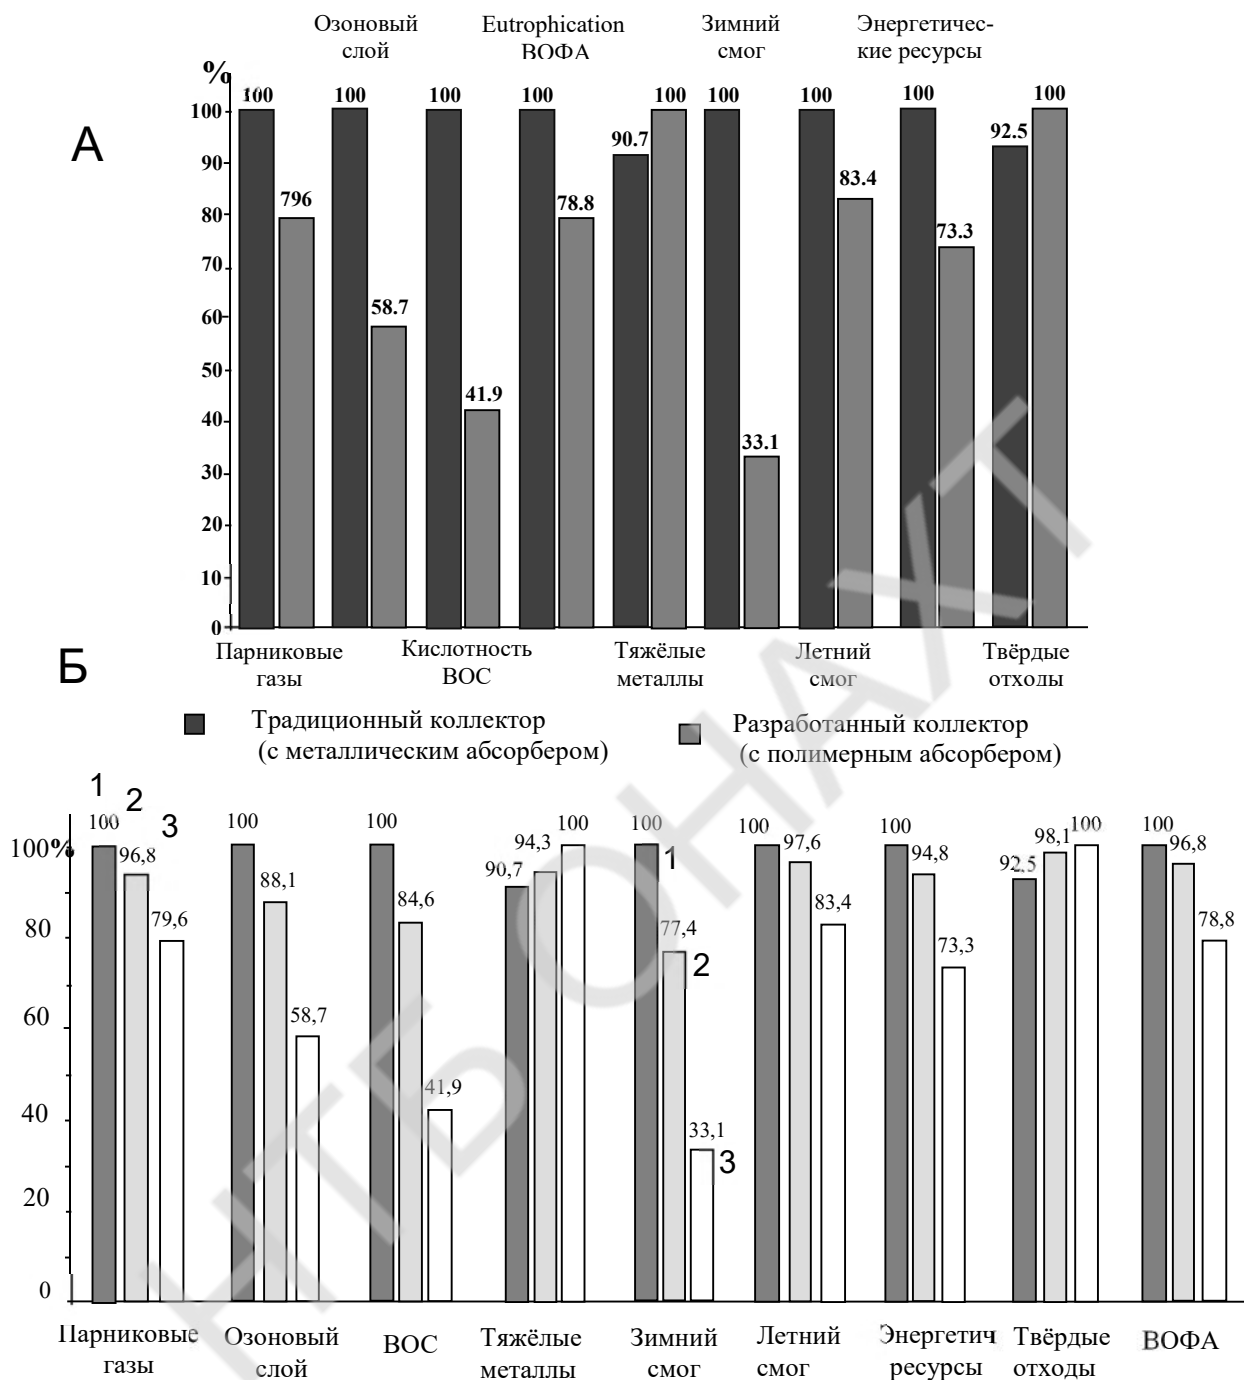 Озоновый Eutrophication Зимний Энергетичес-
слой ВОФА смог кие ресурсы
%
100 100 100 100 100 100 100 100
А
100
90.7
92.5
90
83.4
796
78.8
80
73.3
70
58.7
60
50
41.9
40
33.1
30
20
10
0
Парниковые Кислотность Тяжёлые Летний Твёрдые
газы ВОС металлы смог отходы
Б
Традиционный коллектор Разработанный коллектор
(с металлическим абсорбером) (с полимерным абсорбером)
1 2 3
100 100 100 100 100 100 100 100 100
100%
96,8 88,1 84,6 90,7 94,3 1 97,6 94,8 92,5 98,1 96,8
79,6 77,4 83,4 73,3 78,8
80
2
60
58,7
41,9
40
33,1
3
20
0
Парниковые Озоновый ВОС Тяжёлые Зимний Летний Энергетич Твёрдые ВОФА
газы слой металлы смог смог ресурсы отходы
НТБ ОНАХТ